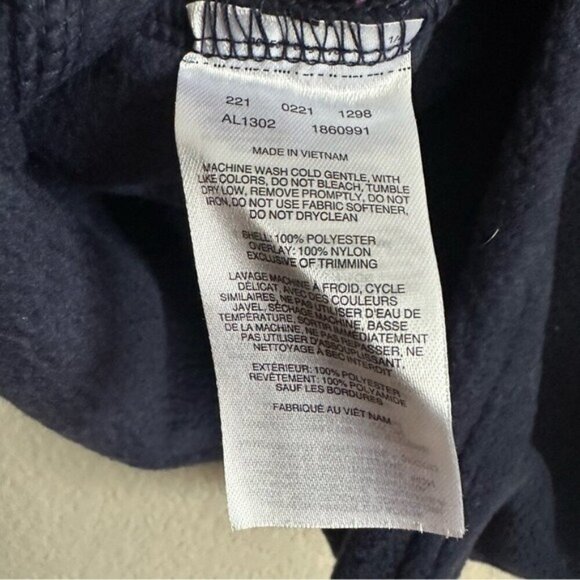 221 0221 1298
AL1302 1860991
MADE IN VIETNAM
MACHINE WASH COLD GENTLE, WITH
LIKE COLORS, DO NOT BLEACH, TUMBLE
DRY LOW, REMOVE PROMPTLY, DO NOT
IRON, DO NOT USE FABRIC SOFTENER,
DO NOT DRYCLEAN
SHELL: 100% POLYESTER
OVERLAY: 100% NYLON
EXCLUSIVE OF TRIMMING
LAVAGE MACHINE À FROID, CYCLE
DÉLICAT, AVEC DES COULEURS
SIMILAIRES, NE PAS UTILISER D'EAU DE
JAVEL, SÉCHAGE MACHINE, BASSE
TEMPÉRATURE, SORTIR IMMÉDIATEMENT
DE LA MACHINE, NE PAS REPASSER, NE
PAS UTILISER D'ASSOUPLISSANT,
NETTOYAGE À SEC INTERDIT
EXTÉRIEUR: 100% POLYESTER
REVÊTEMENT: 100% POLYAMIDE
SAUF LES BORDURES
FABRIQUÉ AU VIÊT NAM